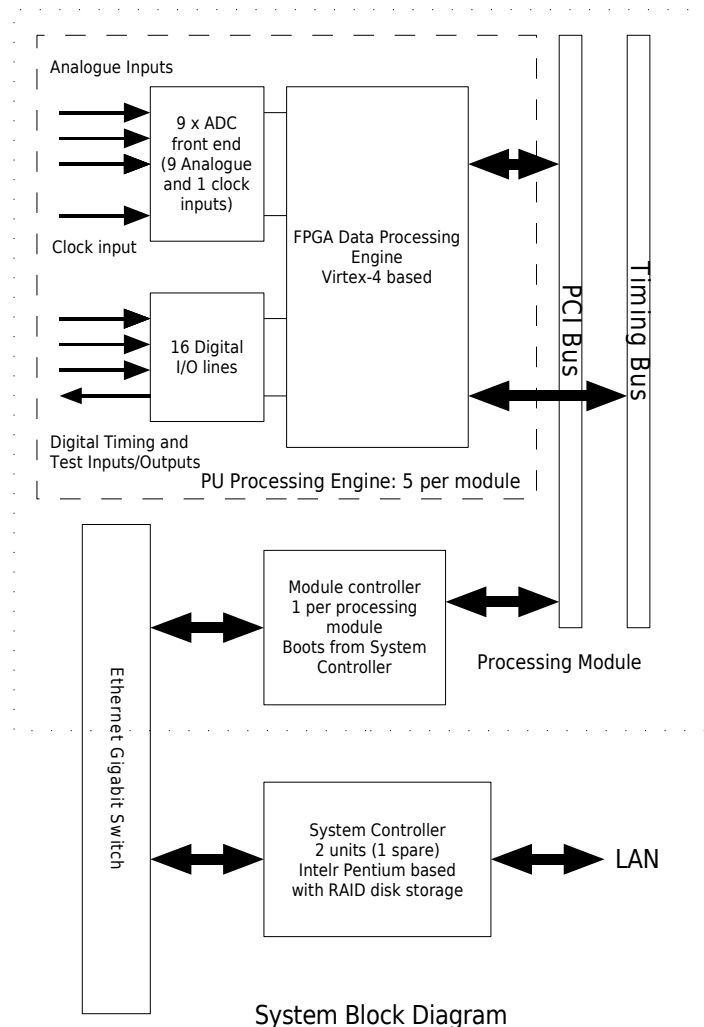 Analogue Inputs
9 x ADC
front end
(9 Analogue
and 1 clock
inputs)
Clock input
FPGA Data Processing
Engine
Virtex-4 based
16 Digital
I/O lines
Digital Timing and
Test Inputs/Outputs
PU Processing Engine: 5 per module
PCI Bus
Timing Bus
Module controller
1 per processing
module
Boots from System
Controller
Processing Module
Ethernet Gigabit Switch
System Controller
2 units (1 spare)
Intelr Pentium based
with RAID disk storage
LAN
System Block Diagram